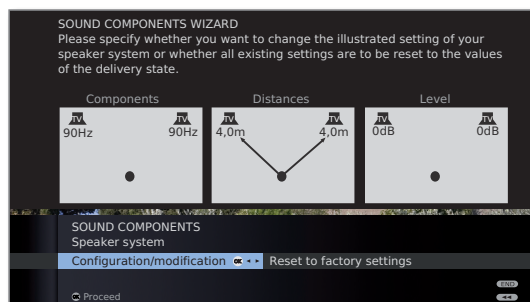 SOUND COMPONENTS WIZARD
Please specify whether you want to change the illustrated setting of your
speaker system or whether all existing settings are to be reset to the values
of the delivery state.
Components Distances Level
TV TV TV TV TV TV
90Hz 90Hz 4,0m 4,0m 0dB 0dB
SOUND COMPONENTS
Speaker system
Configuration/modification OK Reset to factory settings
END
OK Proceed